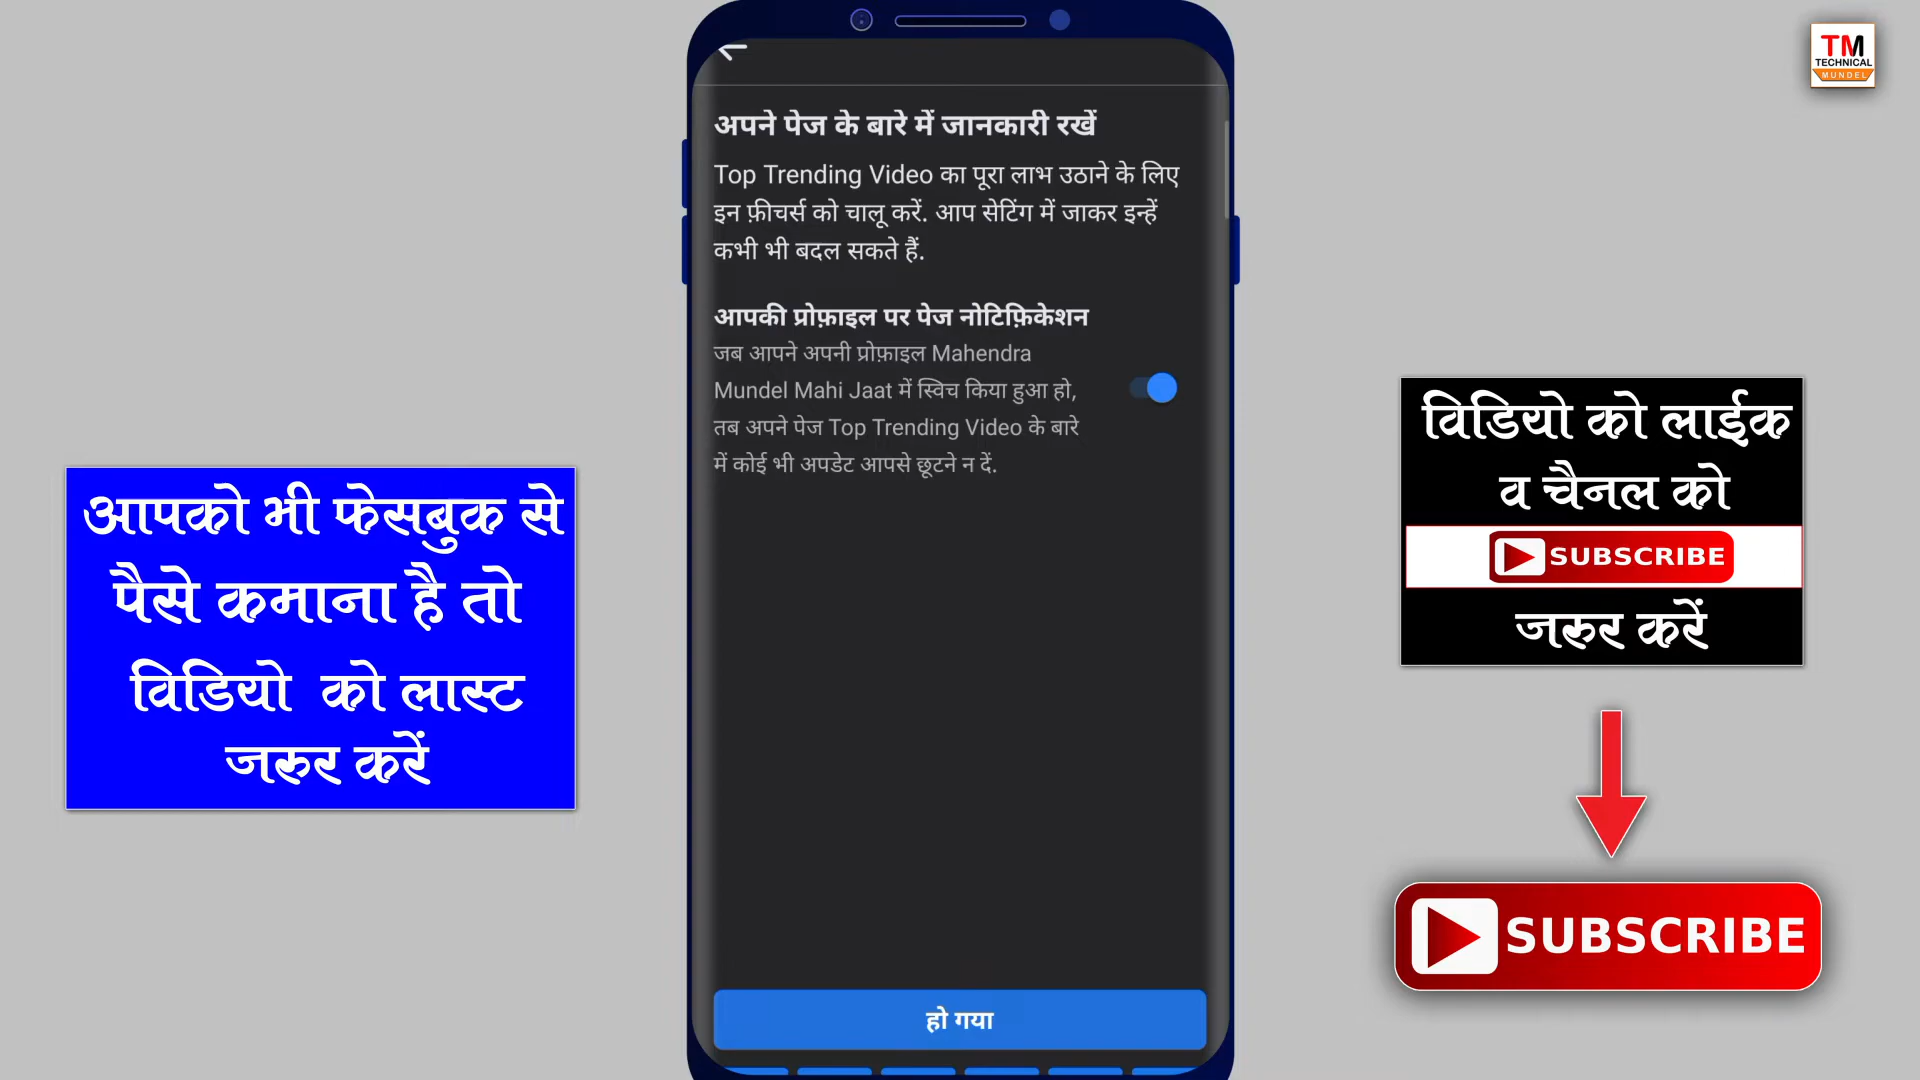 TM
TECHNICAL
MUNDEL
अपने पेज के बारे में जानकारी रखें
Top Trending Video का पूरा लाभ उठाने के लिए
इन फ़ीचर्स को चालू करें. आप सेटिंग में जाकर इन्हें
कभी भी बदल सकते हैं.
आपकी प्रोफ़ाइल पर पेज नोटिफ़िकेशन
जब आपने अपनी प्रोफ़ाइल Mahendra
Mundel Mahi Jaat में स्विच किया हुआ हो,
तब अपने पेज Top Trending Video के बारे
में कोई भी अपडेट आपसे छूटने न दें.
हो गया
आपको भी फेसबुक से
पैसे कमाना है तो
विडियो को लास्ट
जरुर करें
विडियो को लाईक
व चैनल को
SUBSCRIBE
जरुर करें
SUBSCRIBE